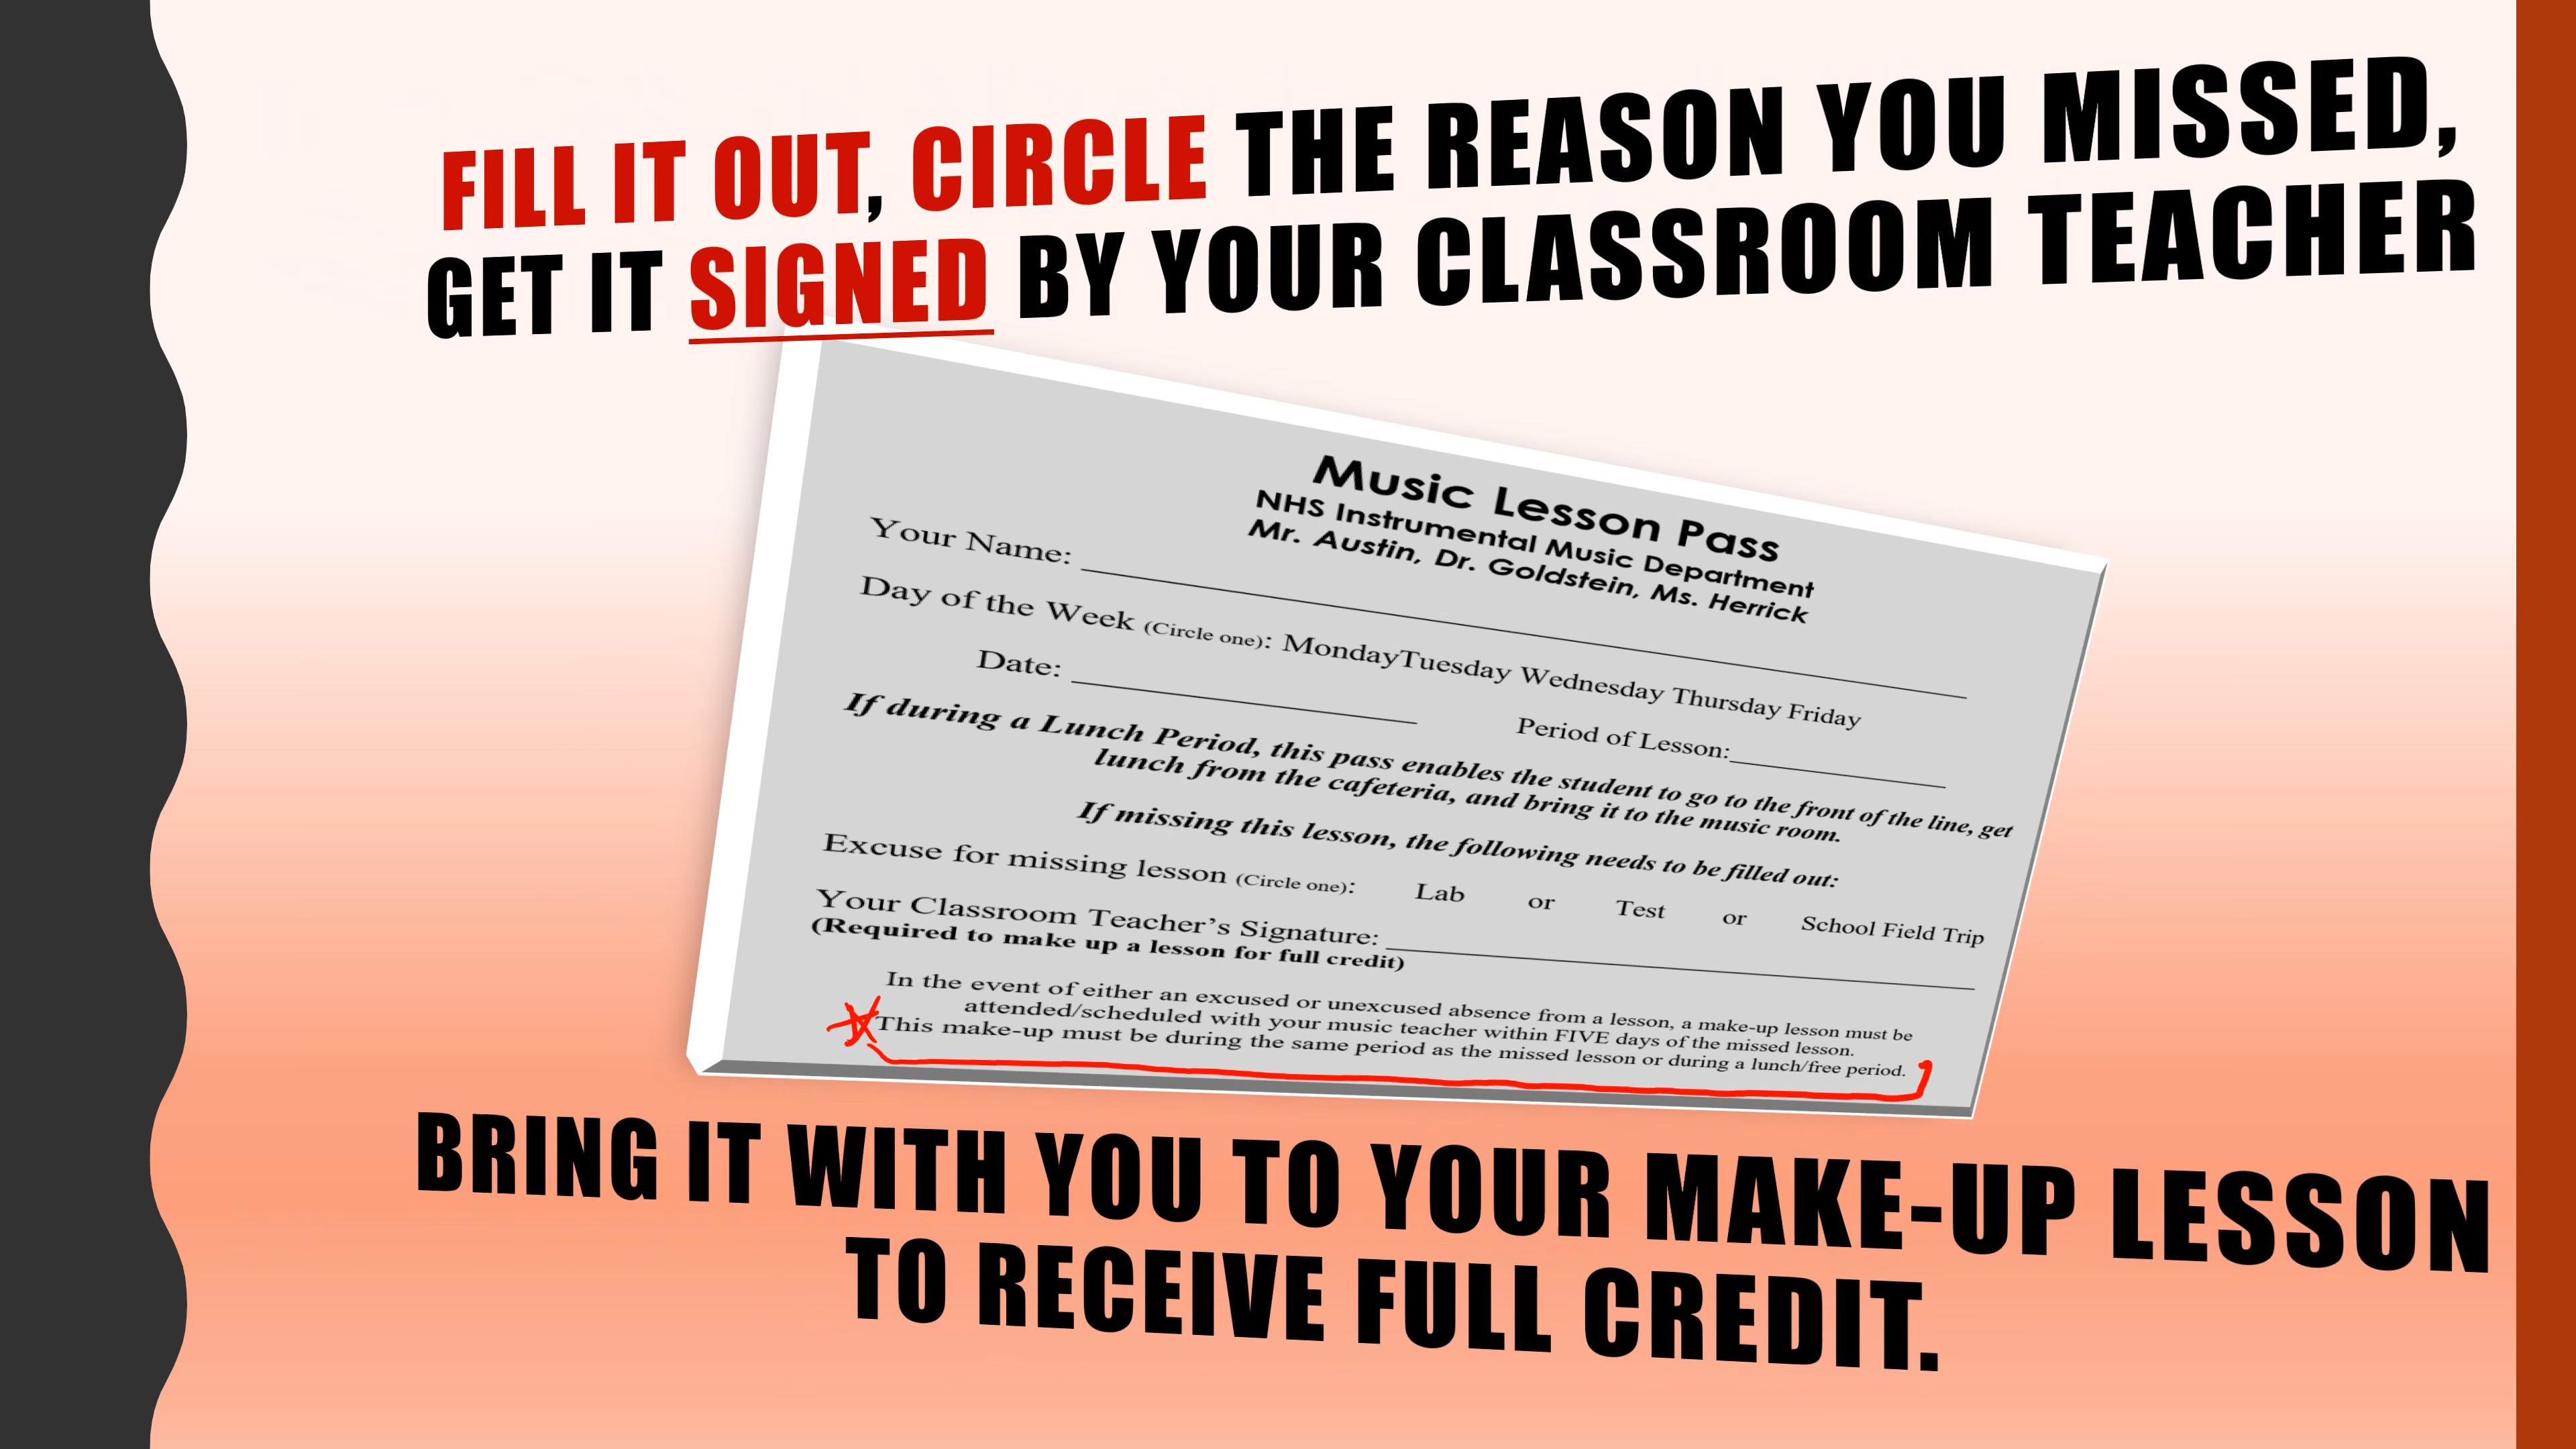 FILL IT OUT, CIRCLE THE REASON YOU MISSED,
GET IT SIGNED BY YOUR CLASSROOM TEACHER
Music Lesson Pass
NHS Instrumental Music Department
Mr. Austin, Dr. Goldstein, Ms. Herrick
Your Name: ____________________
Day of the Week (Circle one): MondayTuesday Wednesday Thursday Friday
Date: ____________ Period of Lesson:____________
If during a Lunch Period, this pass enables the student to go to the front of the line, get
lunch from the cafeteria, and bring it to the music room.
If missing this lesson, the following needs to be filled out:
Excuse for missing lesson (Circle one): Lab or Test or School Field Trip
Your Classroom Teacher’s Signature: ____________________
(Required to make up a lesson for full credit)
In the event of either an excused or unexcused absence from a lesson, a make-up lesson must be
attended/scheduled with your music teacher within FIVE days of the missed lesson.
This make-up must be during the same period as the missed lesson or during a lunch/free period.
BRING IT WITH YOU TO YOUR MAKE-UP LESSON
TO RECEIVE FULL CREDIT.